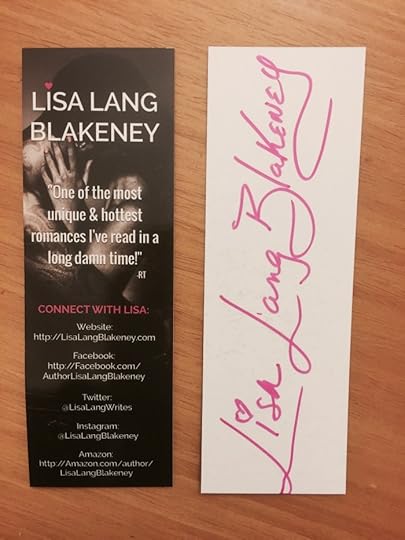 LISA LANG
BLAKENEY
"One of the most
unique & hottest
romances I've read in a
long damn time!"
-RT
CONNECT WITH LISA:
Website:
http://LisaLangBlakeney.com
Facebook:
http://Facebook.com/
AuthorLisaLangBlakeney
Twitter:
@LisaLangWrites
Instagram:
@LisaLangBlakeney
Amazon:
http://Amazon.com/author/
LisaLangBlakeney
Lisa Lang Blakeney